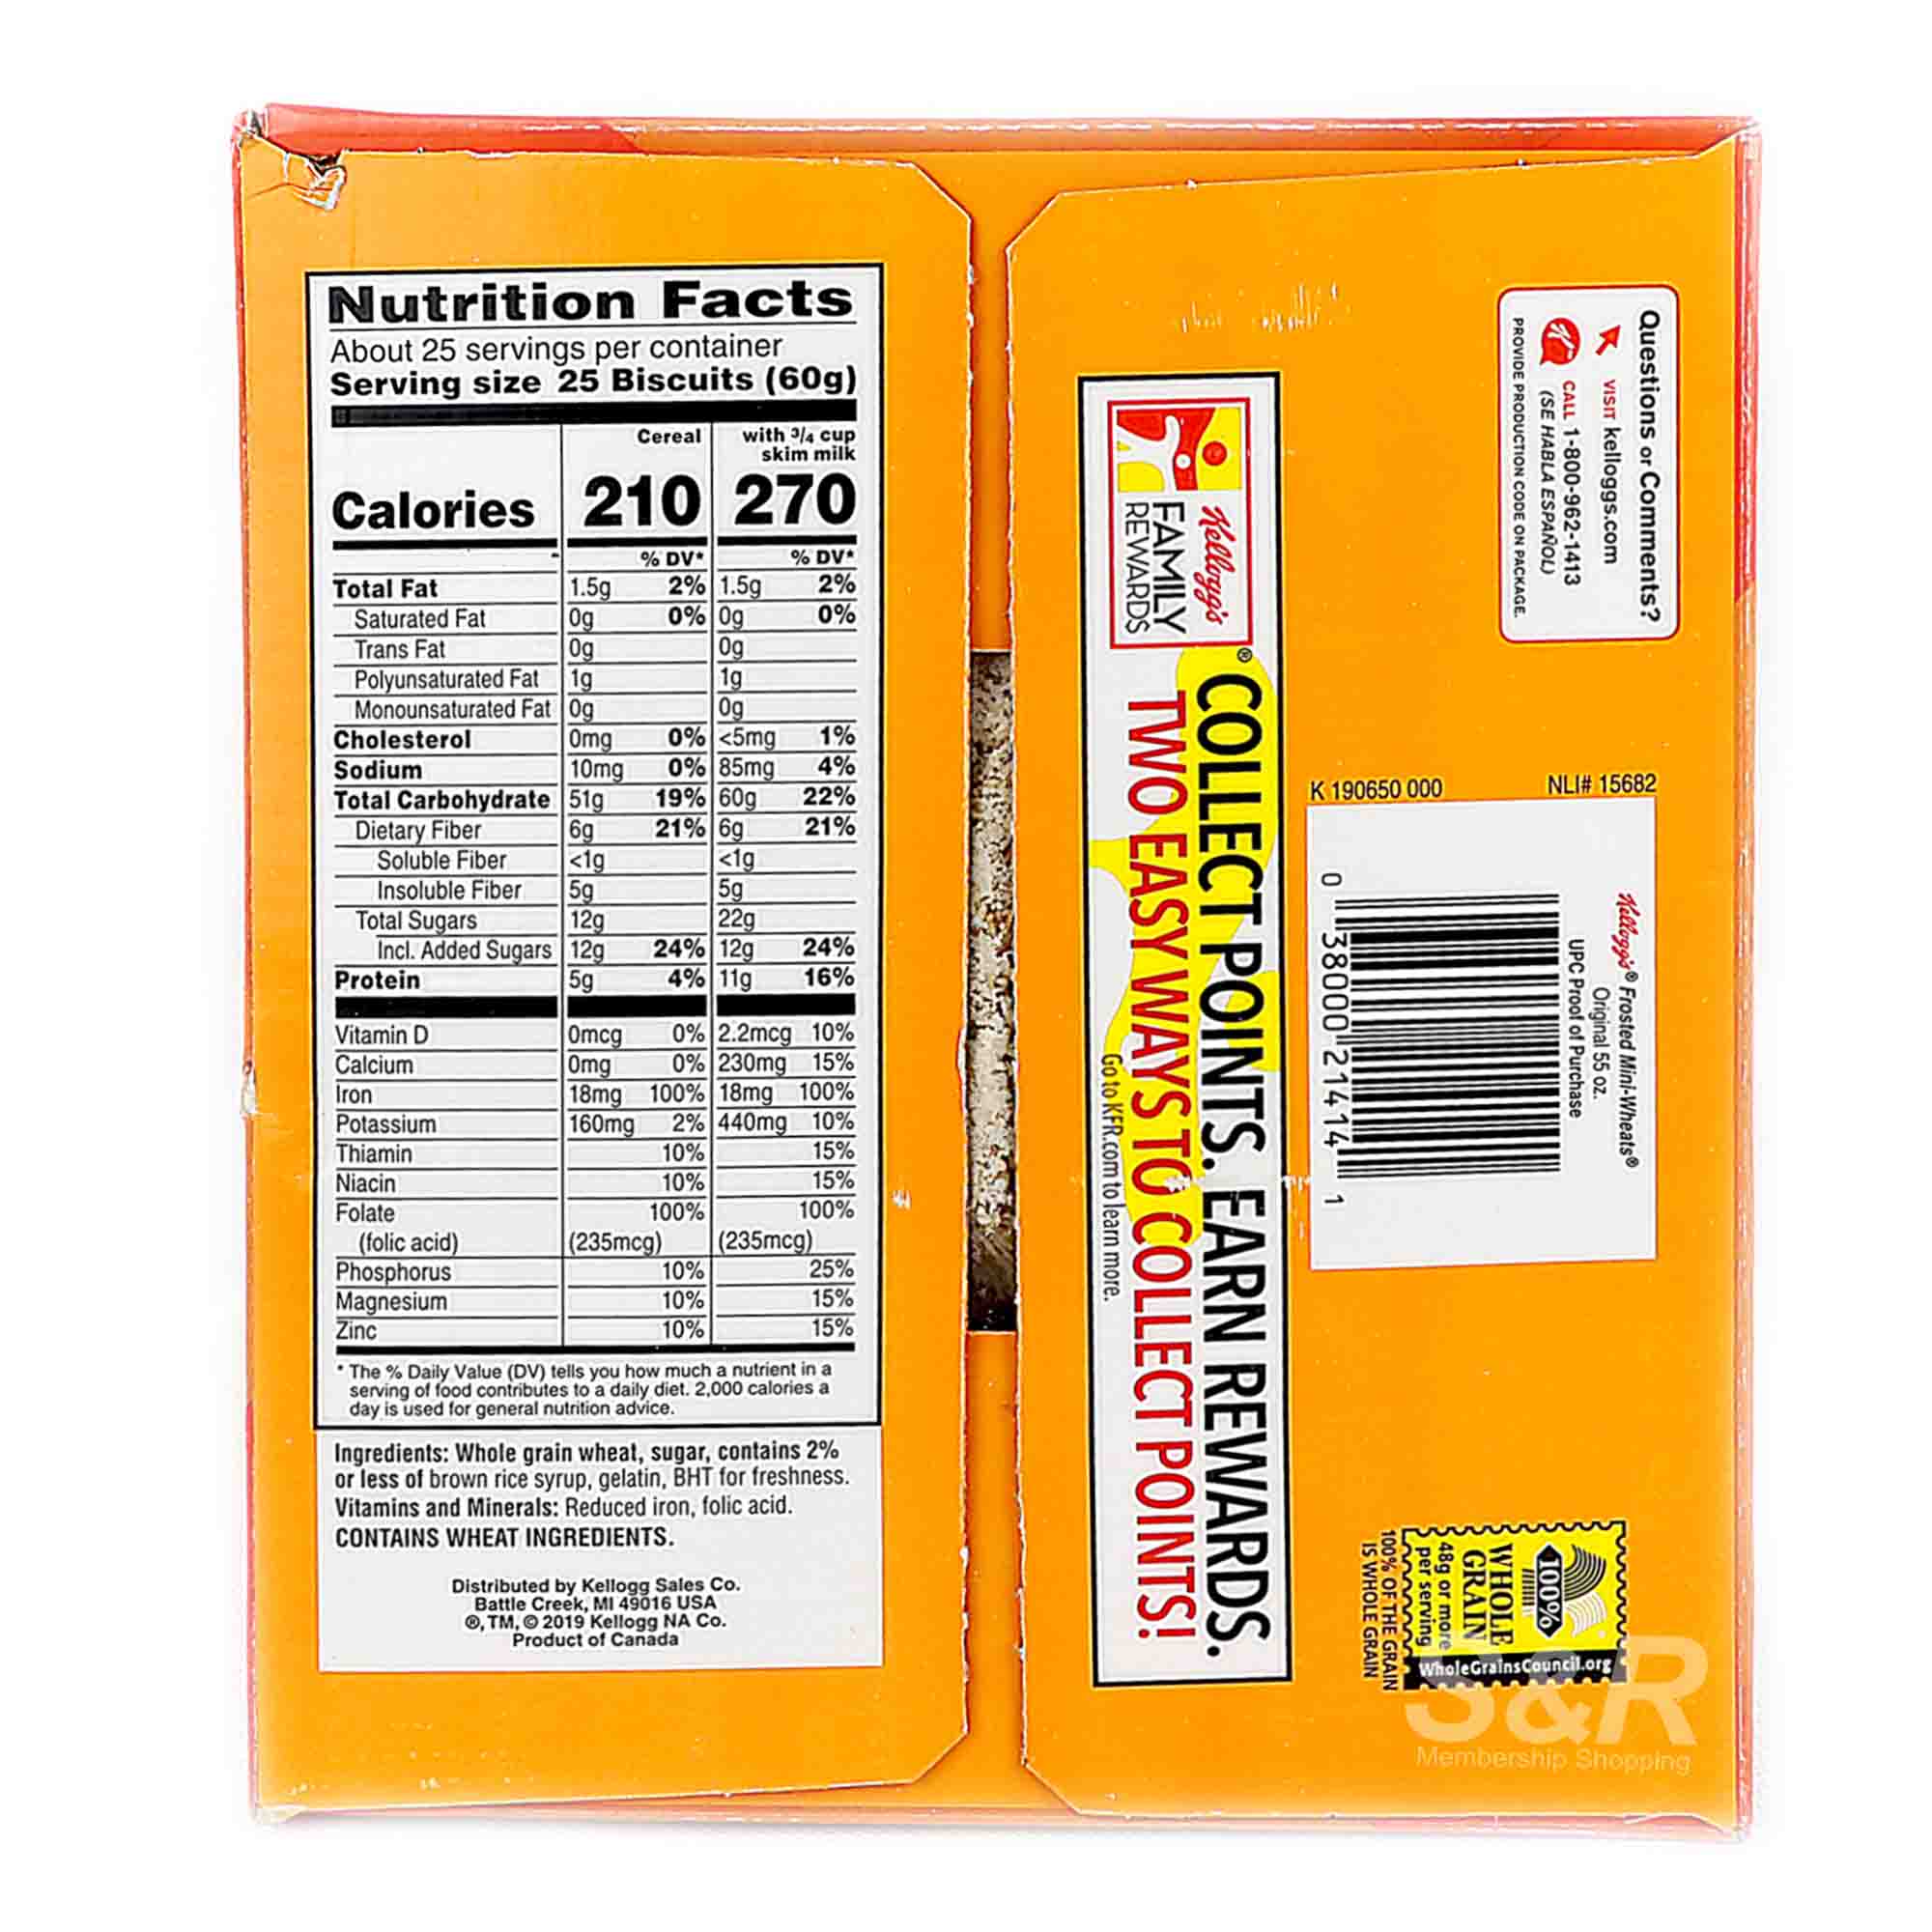 Nutrition Facts
About 25 servings per container
Serving size 25 Biscuits (60g)
Cereal with 3/4 cup skim milk
Calories 210 270
% DV* % DV*
Total Fat 1.5g 2% 1.5g 2%
Saturated Fat 0g 0% 0g 0%
Trans Fat 0g 0g
Polyunsaturated Fat 1g 1g
Monounsaturated Fat 0g 0g
Cholesterol 0mg 0% <5mg 1%
Sodium 10mg 0% 85mg 4%
Total Carbohydrate 51g 19% 60g 22%
Dietary Fiber 6g 21% 6g 21%
Soluble Fiber <1g <1g
Insoluble Fiber 5g 5g
Total Sugars 12g 22g
Incl. Added Sugars 12g 24% 12g 24%
Protein 5g 4% 11g 16%
Vitamin D 0mcg 0% 2.2mcg 10%
Calcium 0mg 0% 230mg 15%
Iron 18mg 100% 18mg 100%
Potassium 160mg 2% 440mg 10%
Thiamin 10% 15%
Niacin 10% 15%
Folate 100% 100%
(folic acid) (235mcg) (235mcg)
Phosphorus 10% 25%
Magnesium 10% 15%
Zinc 10% 15%
* The % Daily Value (DV) tells you how much a nutrient in a
serving of food contributes to a daily diet. 2,000 calories a
day is used for general nutrition advice.
Ingredients: Whole grain wheat, sugar, contains 2%
or less of brown rice syrup, gelatin, BHT for freshness.
Vitamins and Minerals: Reduced iron, folic acid.
CONTAINS WHEAT INGREDIENTS.
Distributed by Kellogg Sales Co.
Battle Creek, MI 49016 USA
®, TM, © 2019 Kellogg NA Co.
Product of Canada
Kellogg's
FAMILY
REWARDS
®
COLLECT POINTS. EARN REWARDS.
TWO EASY WAYS TO COLLECT POINTS!
Go to KFR.com to learn more.
Questions or Comments?
VISIT kelloggs.com
CALL 1-800-962-1413
(SE HABLA ESPAÑOL)
PROVIDE PRODUCTION CODE ON PACKAGE.
K 190650 000
NLI# 15682
Kellogg's® Frosted Mini-Wheats®
Original 55 oz.
UPC Proof of Purchase
0 38000 21414 1
100%
WHOLE
GRAIN
48g or more
per serving
WholeGrainsCouncil.org
100% OF THE GRAIN
IS WHOLE GRAIN
S&R
Membership Shopping